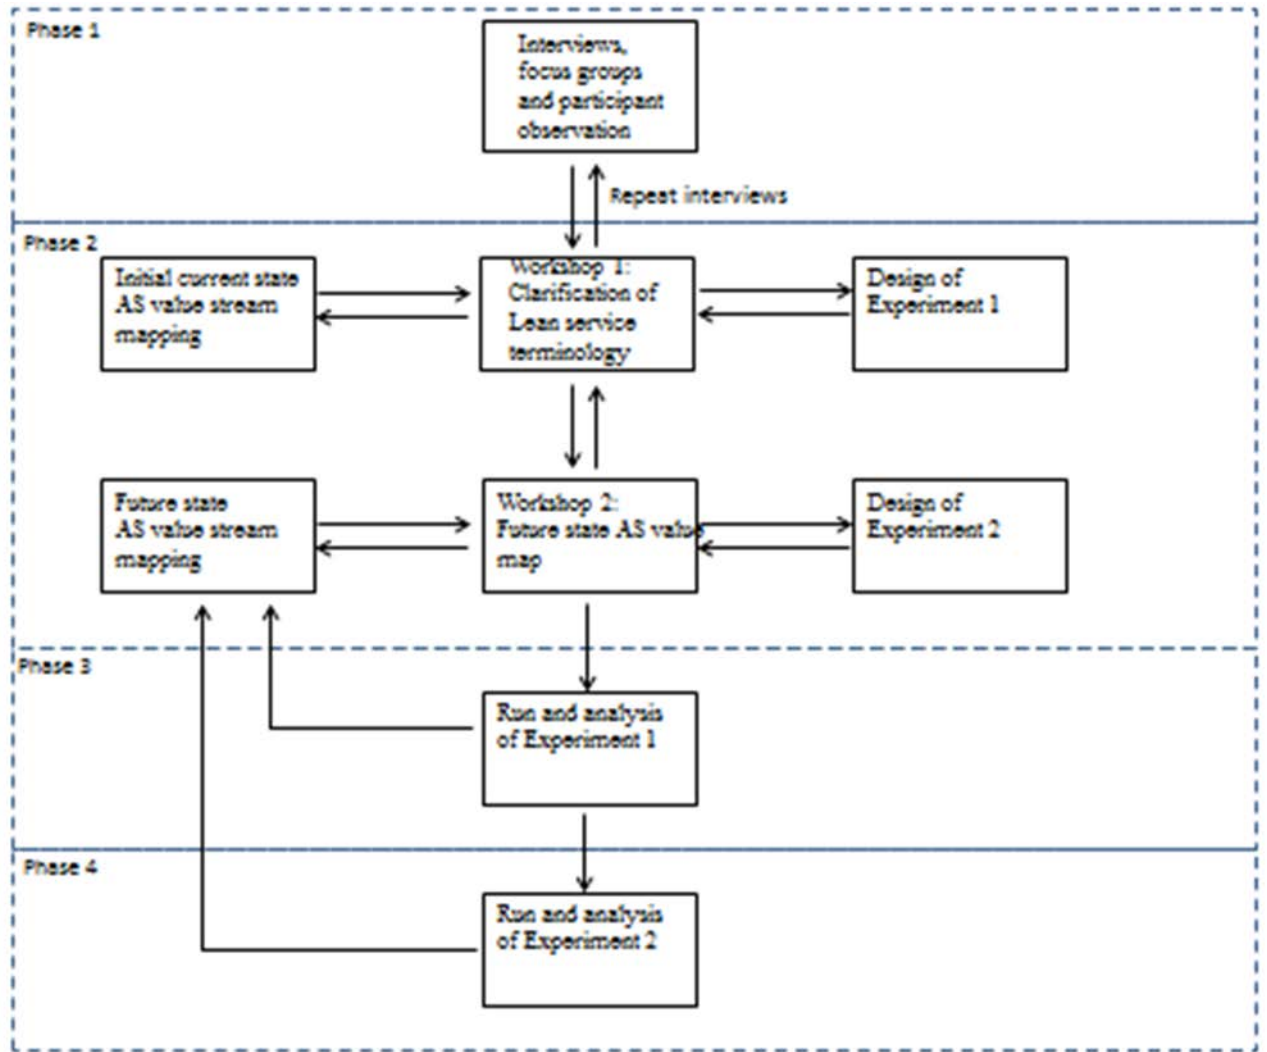 Phase 1
Interviews,
focus groups
and participant
observation
Repeat interviews
Phase 2
Initial current state
AS value stream
mapping
Workshop 1:
Clarification of
Lean service
terminology
Design of
Experiment 1
Future state
AS value stream
mapping
Workshop 2:
Future state AS value
map
Design of
Experiment 2
Phase 3
Run and analysis
of Experiment 1
Phase 4
Run and analysis
of Experiment 2